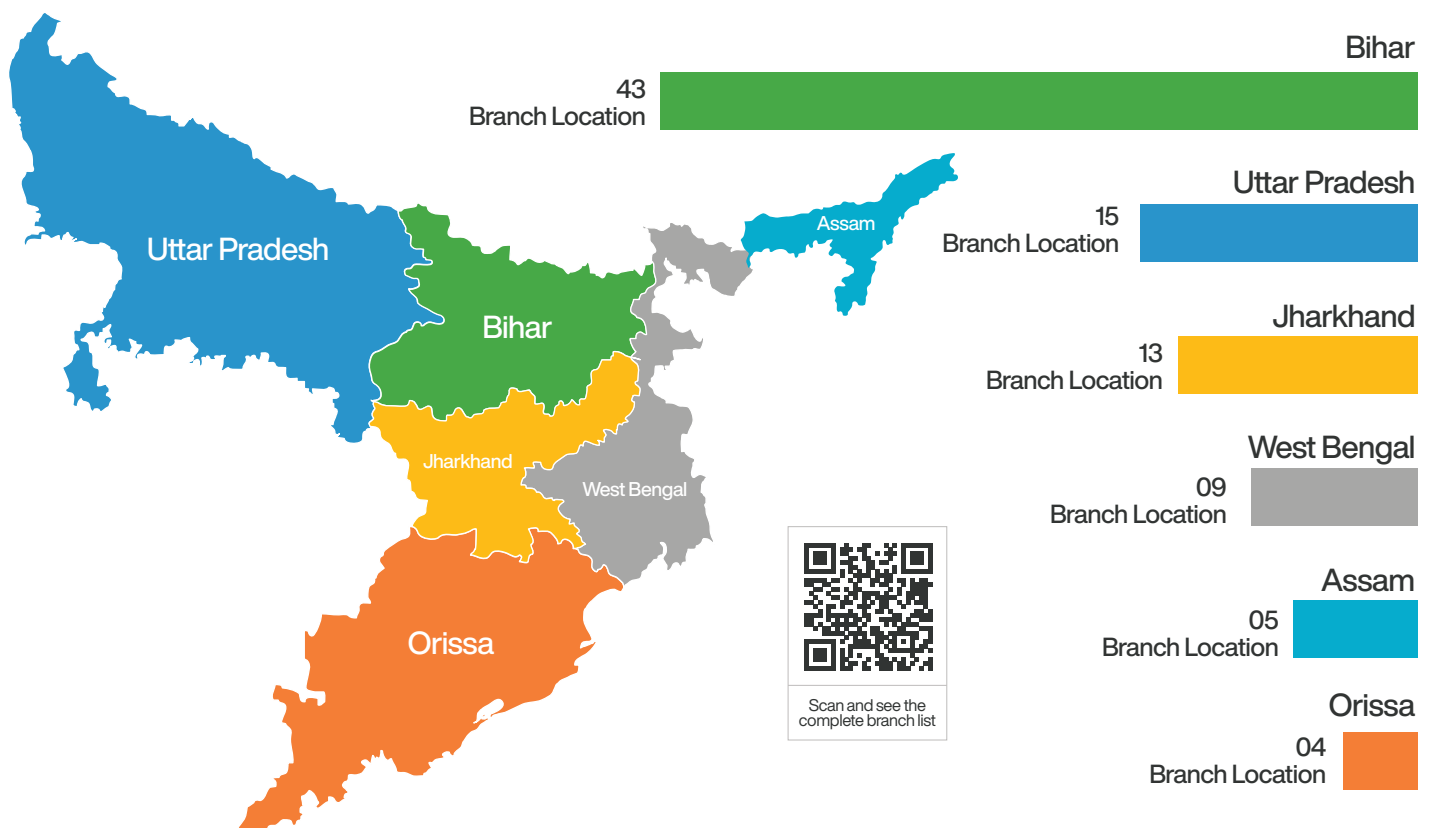 Bihar
43
Branch Location
Uttar Pradesh
15
Branch Location
Jharkhand
13
Branch Location
West Bengal
09
Branch Location
Assam
05
Branch Location
Orissa
04
Branch Location
Uttar Pradesh
Bihar
Assam
Jharkhand
West Bengal
Orissa
Scan and see the
complete branch list